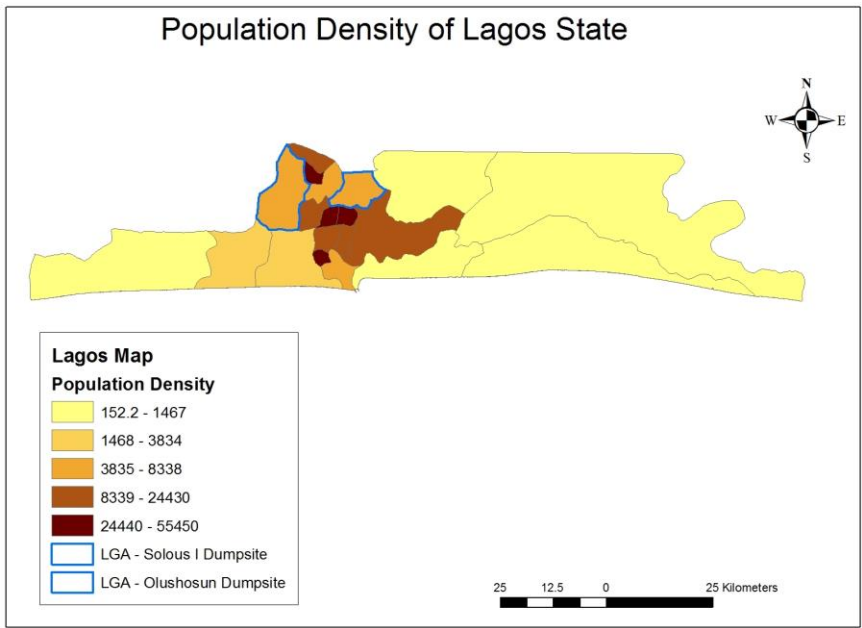 Population Density of Lagos State
N
W
E
S
Lagos Map
Population Density
152.2 - 1467
1468 - 3834
3835 - 8338
8339 - 24430
24440 - 55450
LGA - Solous I Dumpsite
LGA - Olushosun Dumpsite
25 12.5 0 25 Kilometers